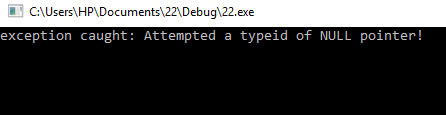 C:\Users\HP\Documents\22\Debug\22.exe
exception caught: Attempted a typeid of NULL pointer!